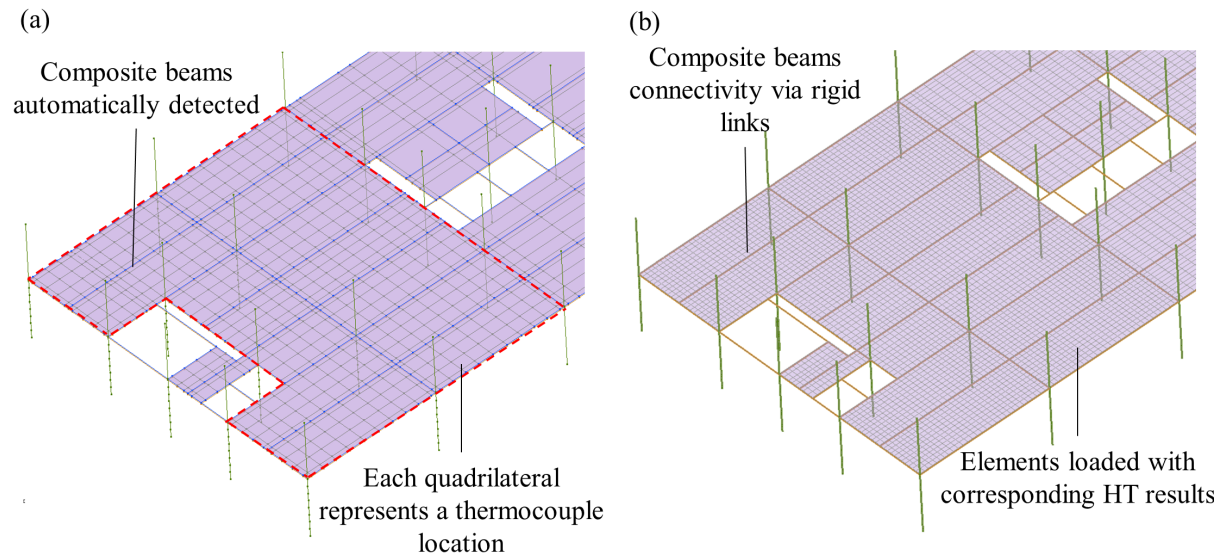 (a)
Composite beams
automatically detected
Each quadrilateral
represents a thermocouple
location
(b)
Composite beams
connectivity via rigid
links
Elements loaded with
corresponding HT results